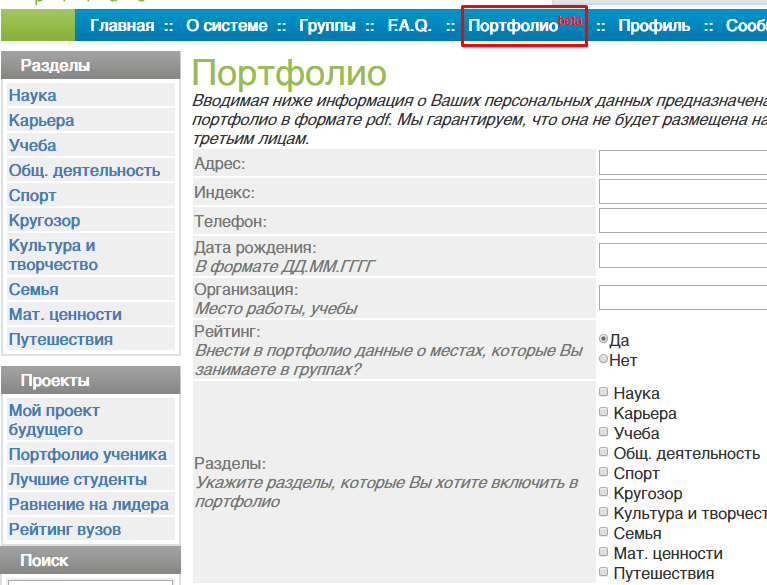 Главная :: О системе :: Группы :: F.A.Q. :: Портфолио beta :: Профиль ::
Разделы
Наука
Карьера
Учеба
Общ. деятельность
Спорт
Кругозор
Культура и
творчество
Семья
Мат. ценности
Путешествия
Проекты
Мой проект
будущего
Портфолио ученика
Лучшие студенты
Равнение на лидера
Рейтинг вузов
Поиск
Портфолио
Вводимая ниже информация о Ваших персональных данных предназначена
портфолио в формате pdf. Мы гарантируем, что она не будет размещена на
третьим лицам.
Адрес:
Индекс:
Телефон:
Дата рождения:
В формате ДД.ММ.ГГГГ
Организация:
Место работы, учебы
Рейтинг:
Внести в портфолио данные о местах, которые Вы
занимаете в группах?
Да
Нет
Разделы:
Укажите разделы, которые Вы хотите включить в
портфолио
Наука
Карьера
Учеба
Общ. деятельность
Спорт
Кругозор
Культура и творчест
Семья
Мат. ценности
Путешествия